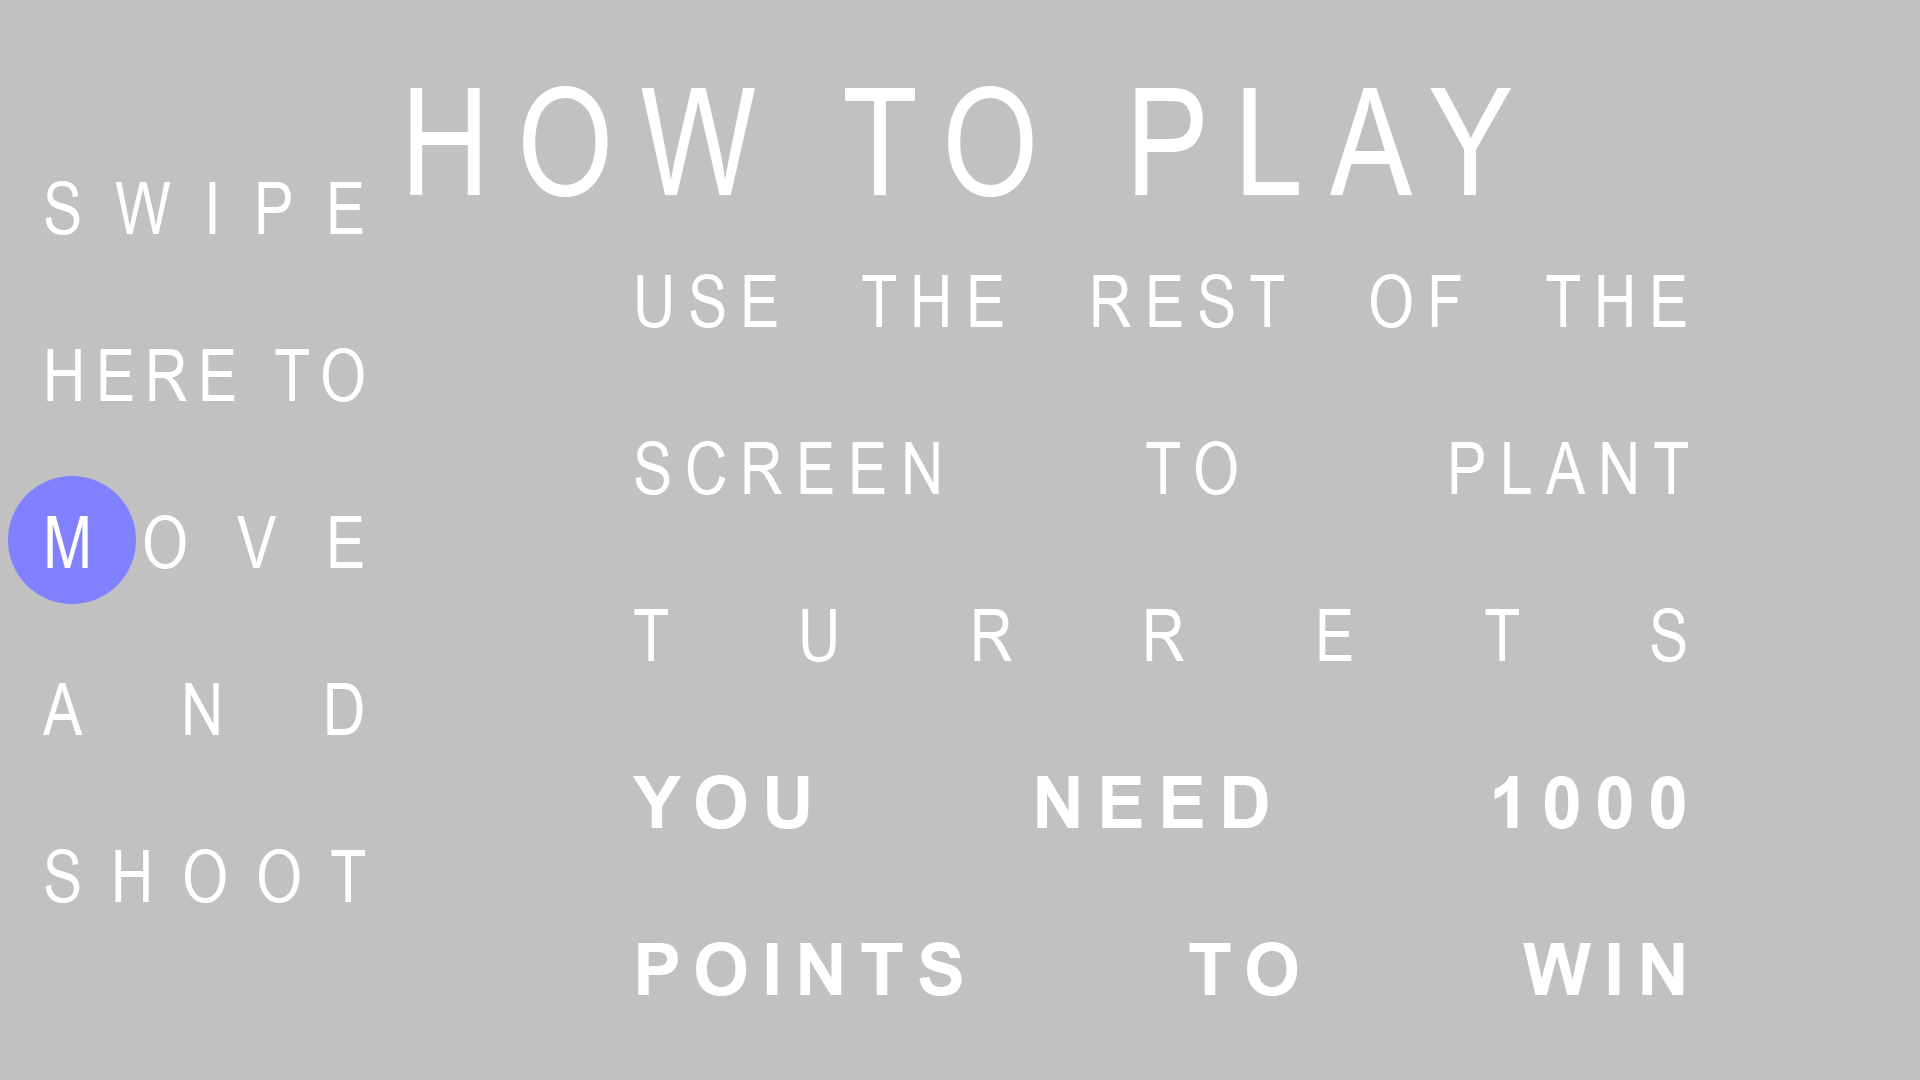 HOW TO PLAY
SWIPE
HERE TO
MOVE
AND
SHOOT
USE THE REST OF THE
SCREEN TO PLANT
TURRETS
YOU NEED 1000
POINTS TO WIN